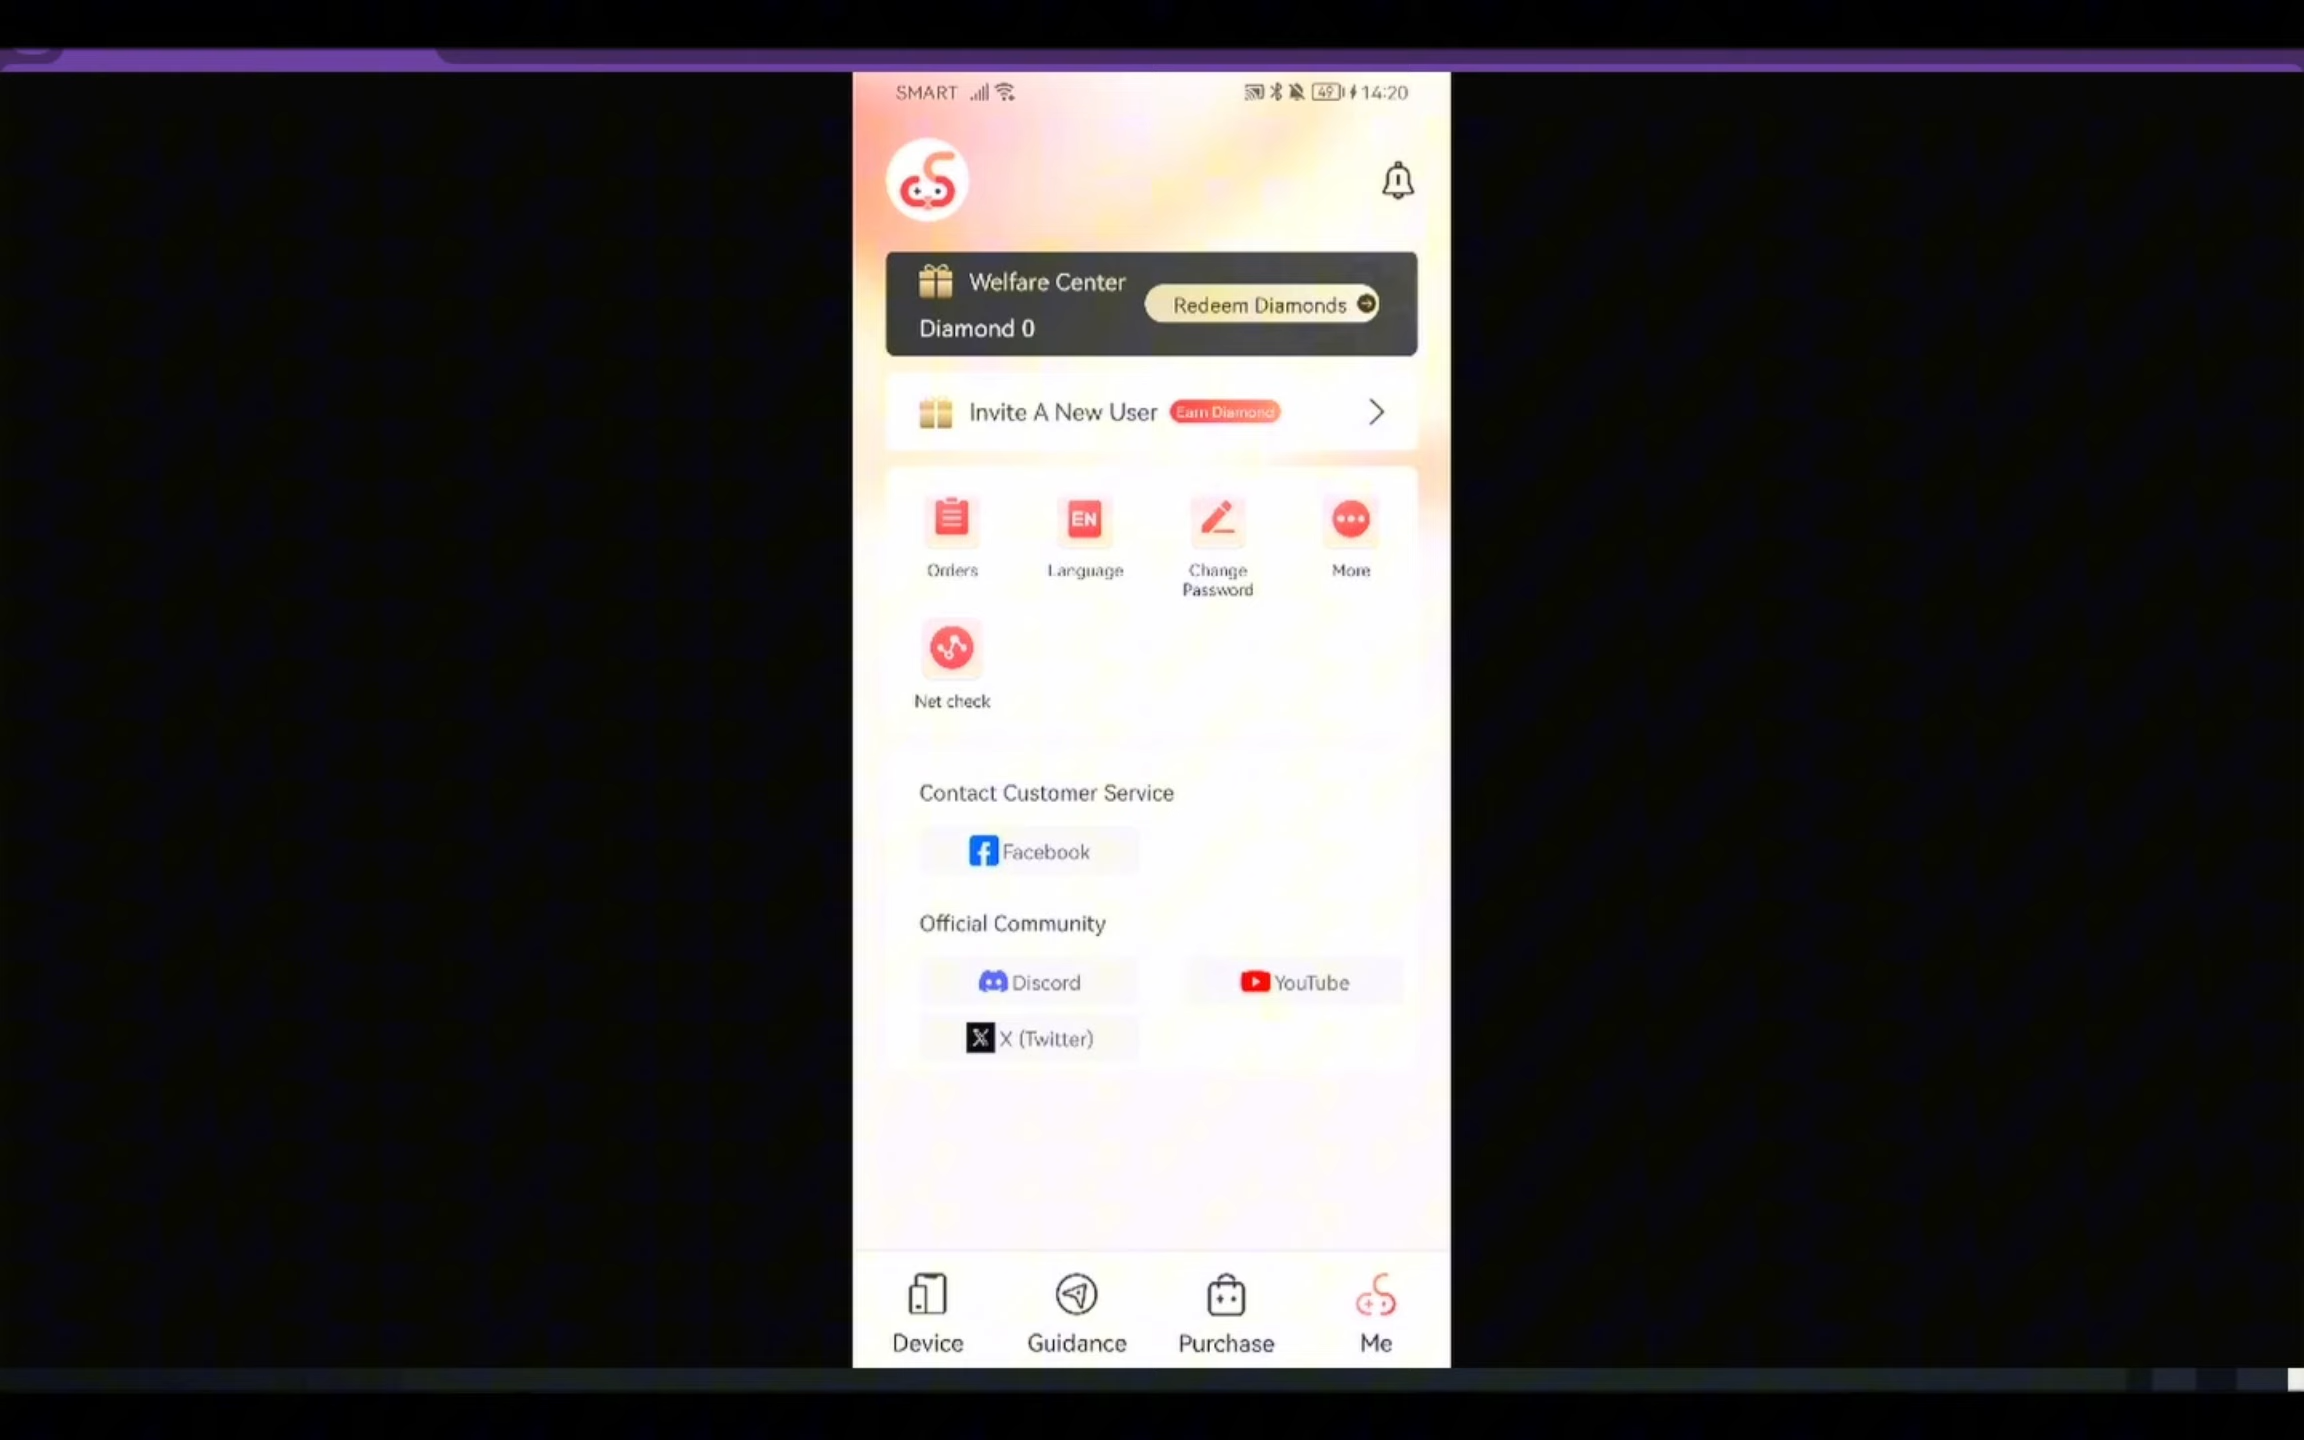 SMART 49 14:20
Welfare Center
Redeem Diamonds
Diamond 0
Invite A New User Earn Diamond
Orders
EN
Language
Change
Password
More
Net check
Contact Customer Service
Facebook
Official Community
Discord
YouTube
X (Twitter)
Device
Guidance
Purchase
Me